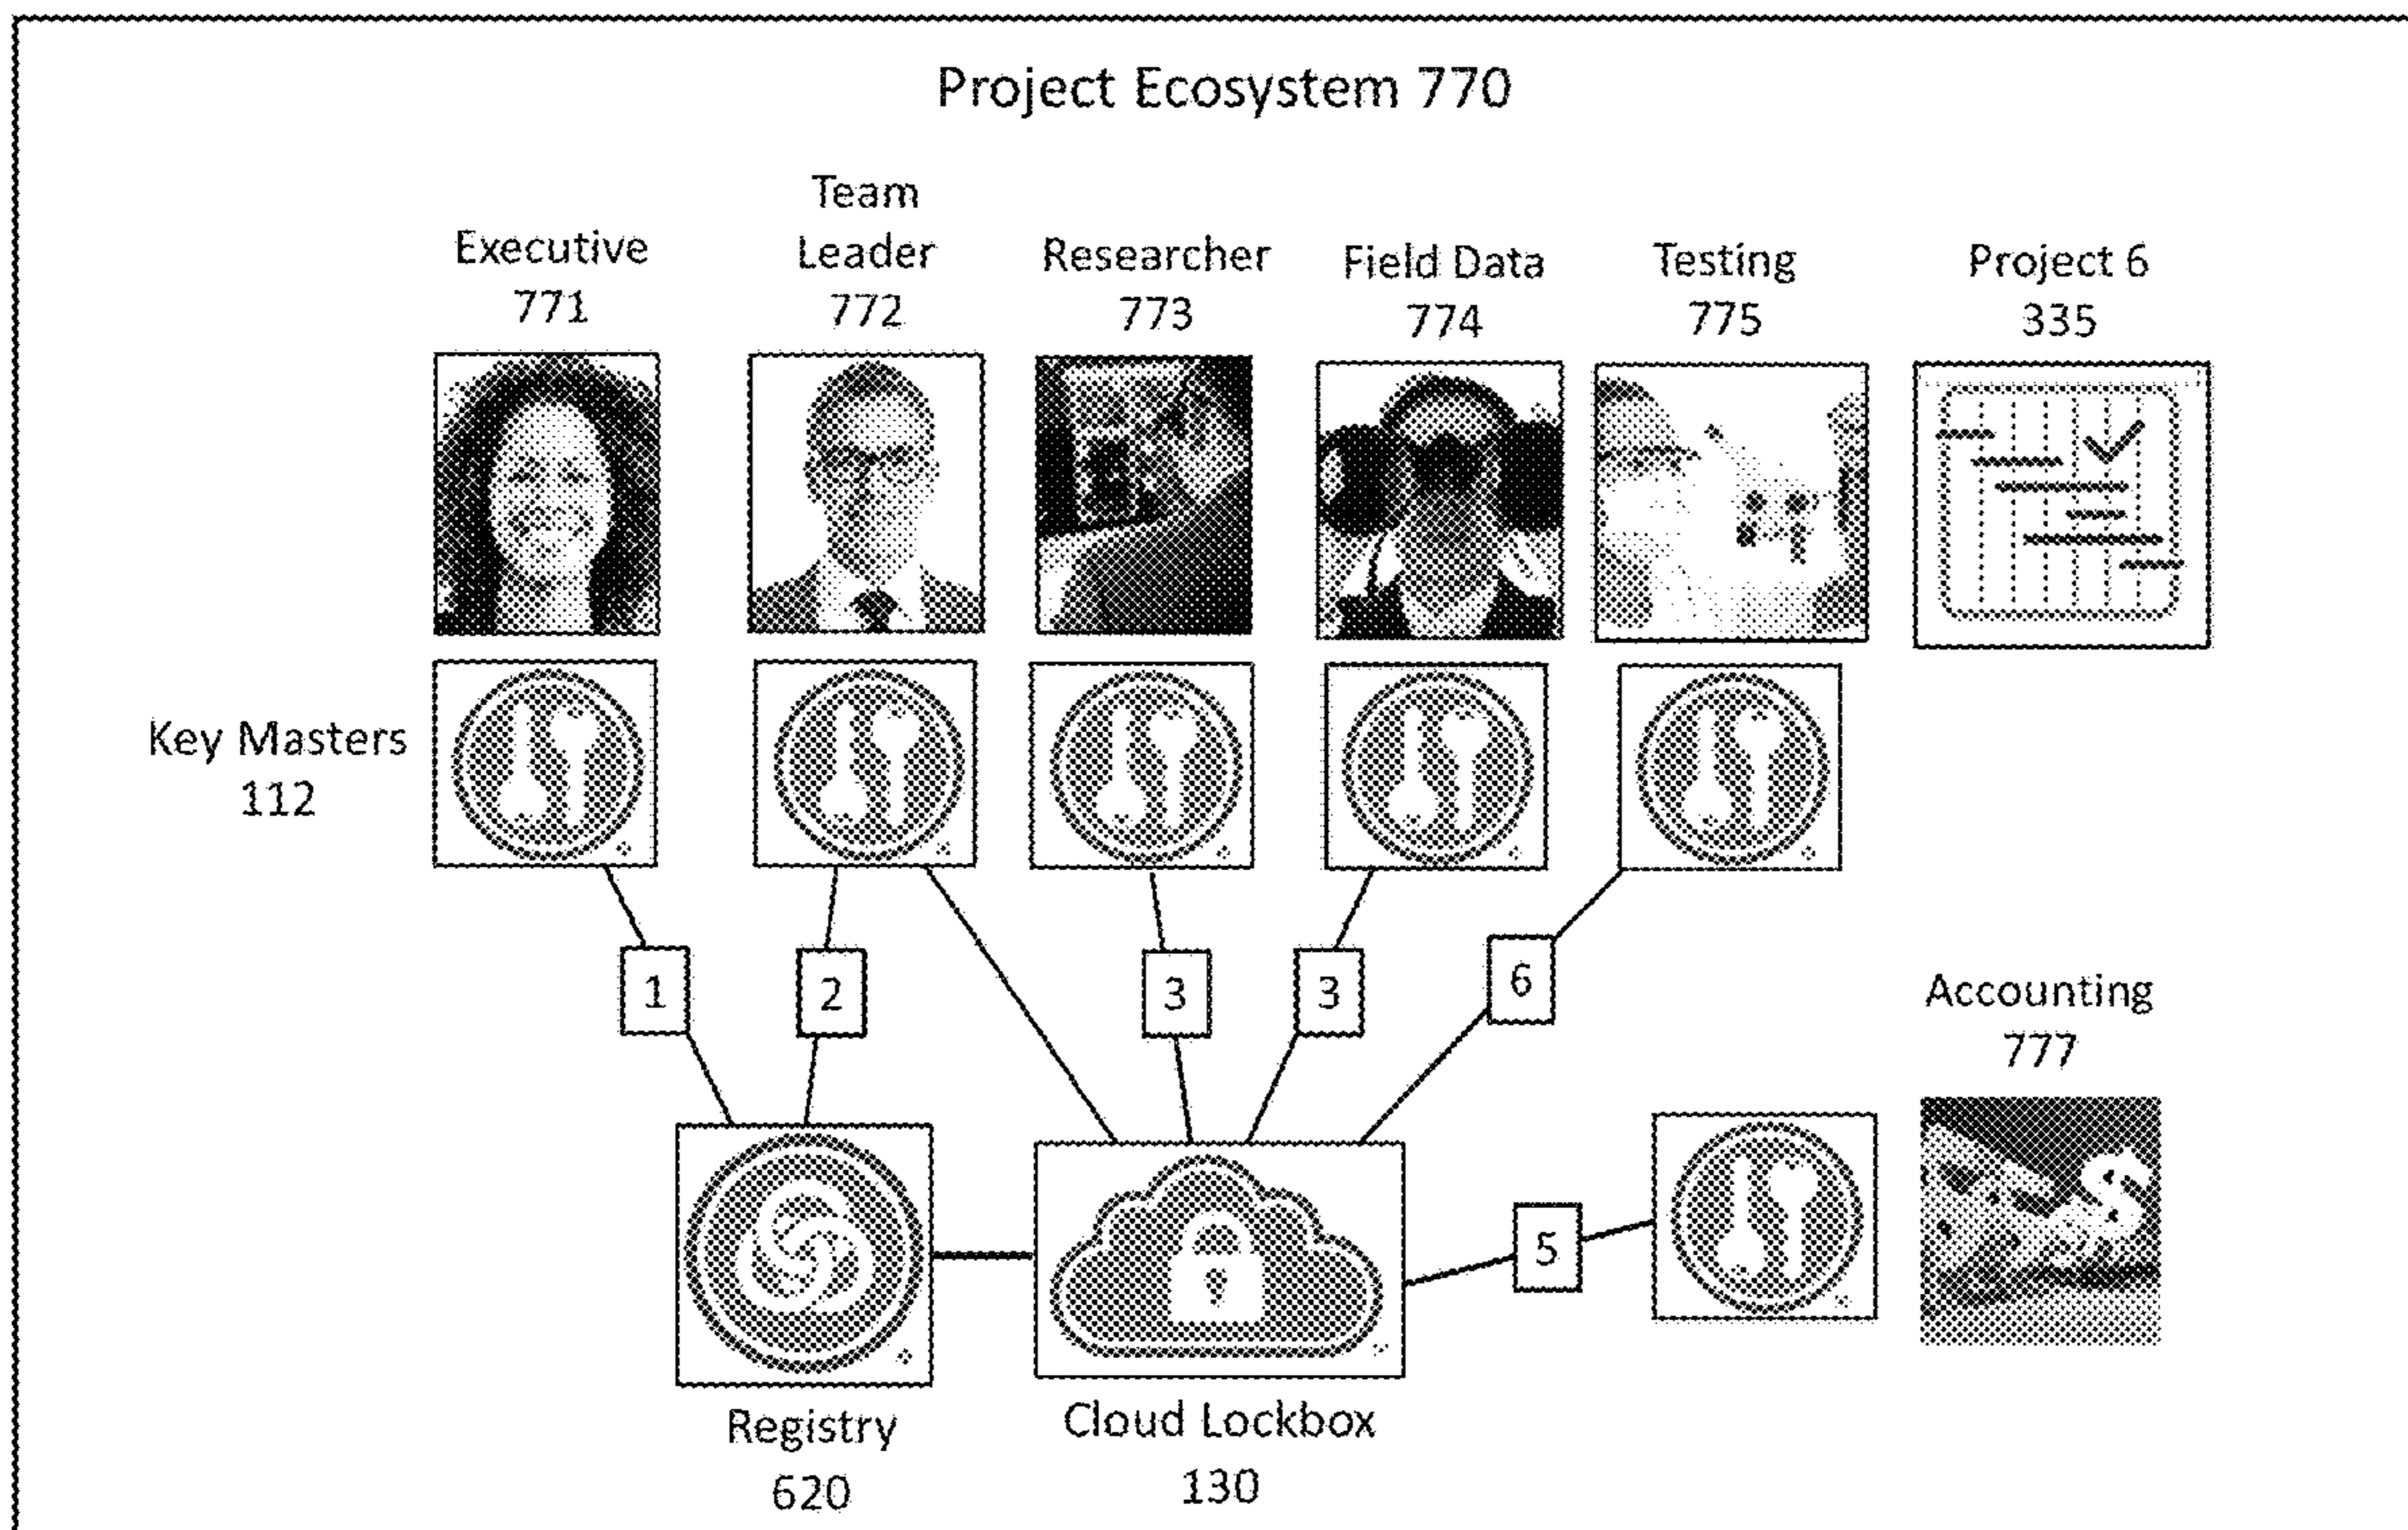 Project Ecosystem 770
Executive
771
Team
Leader
772
Researcher
773
Field Data
774
Testing
775
Project 6
335
Key Masters
112
1
2
3
3
6
Accounting
777
5
Registry
620
Cloud Lockbox
130